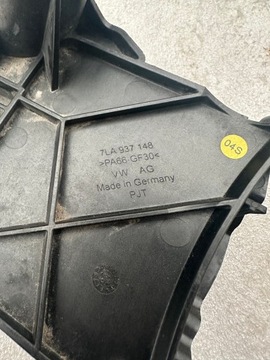 7LA 937 148
>PA66-GF30<
VW AG
Made in Germany
PJT
04S